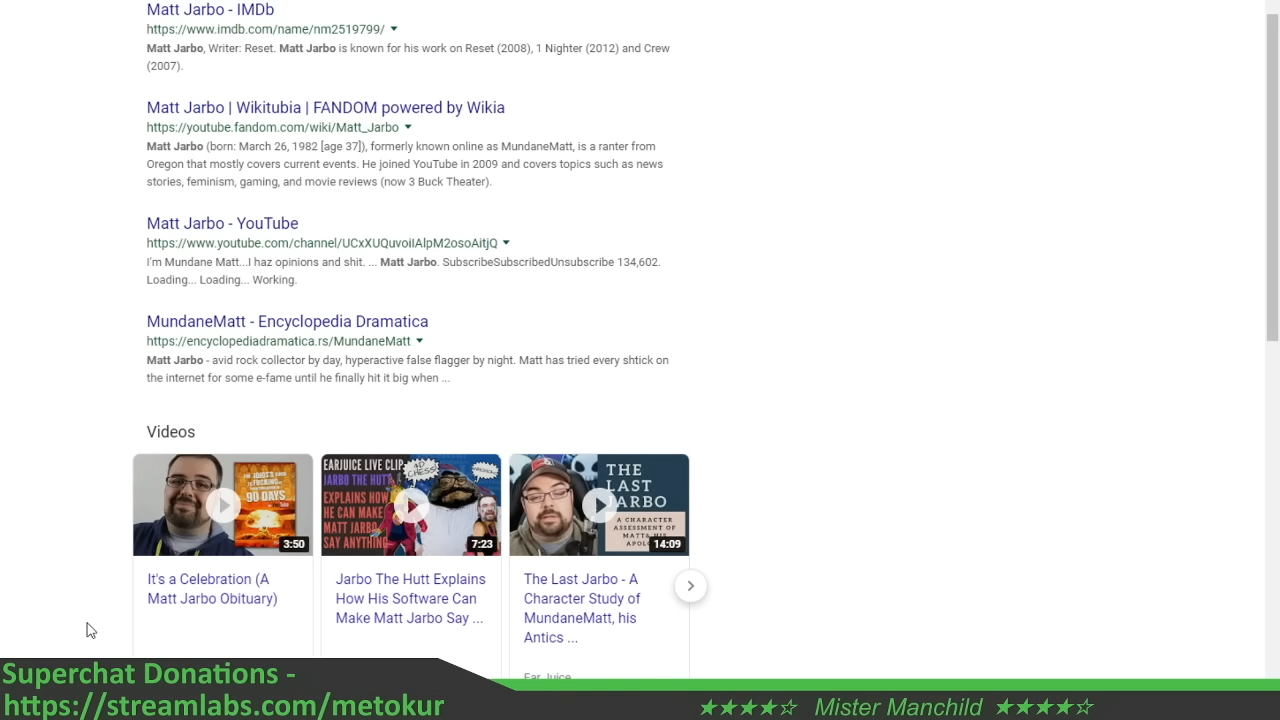 Matt Jarbo - IMDb
https://www.imdb.com/name/nm2519799/
Matt Jarbo, Writer: Reset. Matt Jarbo is known for his work on Reset (2008), 1 Nighter (2012) and Crew
(2007).
Matt Jarbo | Wikitubia | FANDOM powered by Wikia
https://youtube.fandom.com/wiki/Matt_Jarbo
Matt Jarbo (born: March 26, 1982 [age 37]), formerly known online as MundaneMatt, is a ranter from
Oregon that mostly covers current events. He joined YouTube in 2009 and covers topics such as news
stories, feminism, gaming, and movie reviews (now 3 Buck Theater).
Matt Jarbo - YouTube
https://www.youtube.com/channel/UCxXUQuvoiIAlpM2osoAitjQ
I'm Mundane Matt...I haz opinions and shit. ... Matt Jarbo. SubscribeSubscribedUnsubscribe 134,602.
Loading... Loading... Working.
MundaneMatt - Encyclopedia Dramatica
https://encyclopediadramatica.rs/MundaneMatt
Matt Jarbo - avid rock collector by day, hyperactive false flagger by night. Matt has tried every shtick on
the internet for some e-fame until he finally hit it big when ...
Videos
90 DAYS
3:50
EARJUICE LIVE CLIP
JARBO THE HUTT
EXPLAINS HOW
HE CAN MAKE
MATT JARBO
SAY ANYTHING
CHESS
7:23
THE
LAST
JARBO
A CHARACTER
ASSESSMENT OF
14:09
It's a Celebration (A
Matt Jarbo Obituary)
Jarbo The Hutt Explains
How His Software Can
Make Matt Jarbo Say ...
The Last Jarbo - A
Character Study of
MundaneMatt, his
Antics ...
Ear Juice
Superchat Donations -
https://streamlabs.com/metokur
★★★★☆ Mister Manchild ★★★★☆